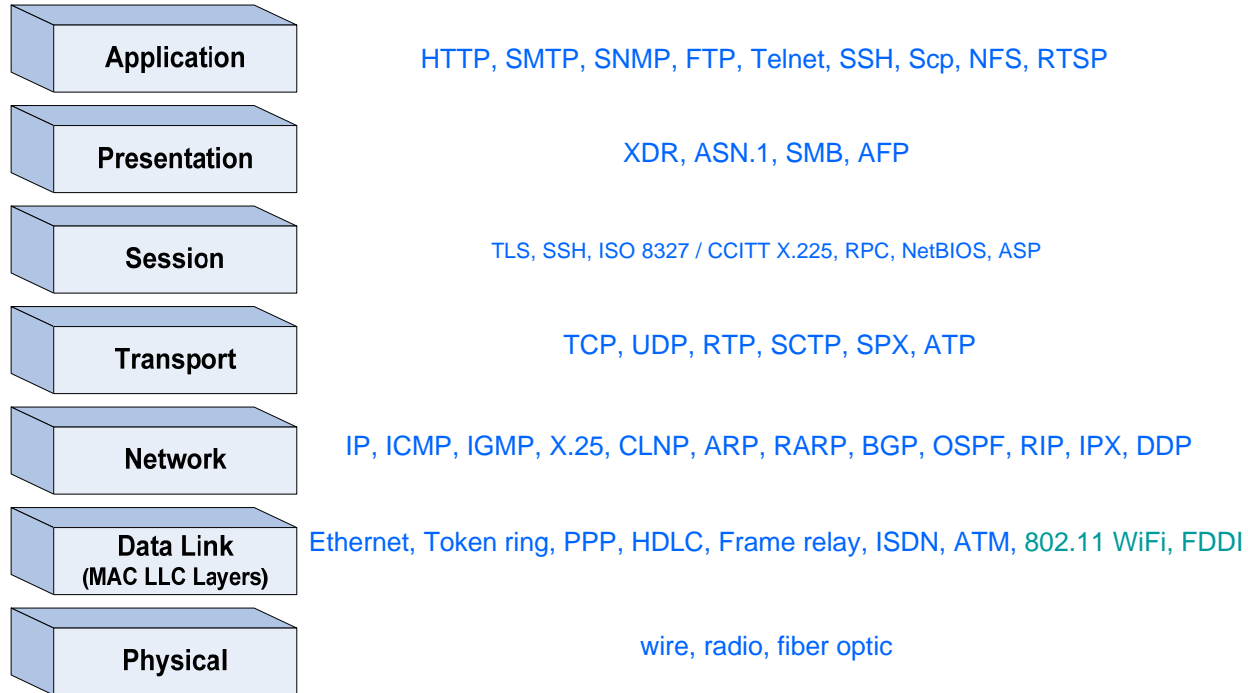 Application
HTTP, SMTP, SNMP, FTP, Telnet, SSH, Scp, NFS, RTSP
Presentation
XDR, ASN.1, SMB, AFP
Session
TLS, SSH, ISO 8327 / CCITT X.225, RPC, NetBIOS, ASP
Transport
TCP, UDP, RTP, SCTP, SPX, ATP
Network
IP, ICMP, IGMP, X.25, CLNP, ARP, RARP, BGP, OSPF, RIP, IPX, DDP
Data Link
(MAC LLC Layers)
Ethernet, Token ring, PPP, HDLC, Frame relay, ISDN, ATM, 802.11 WiFi, FDDI
Physical
wire, radio, fiber optic